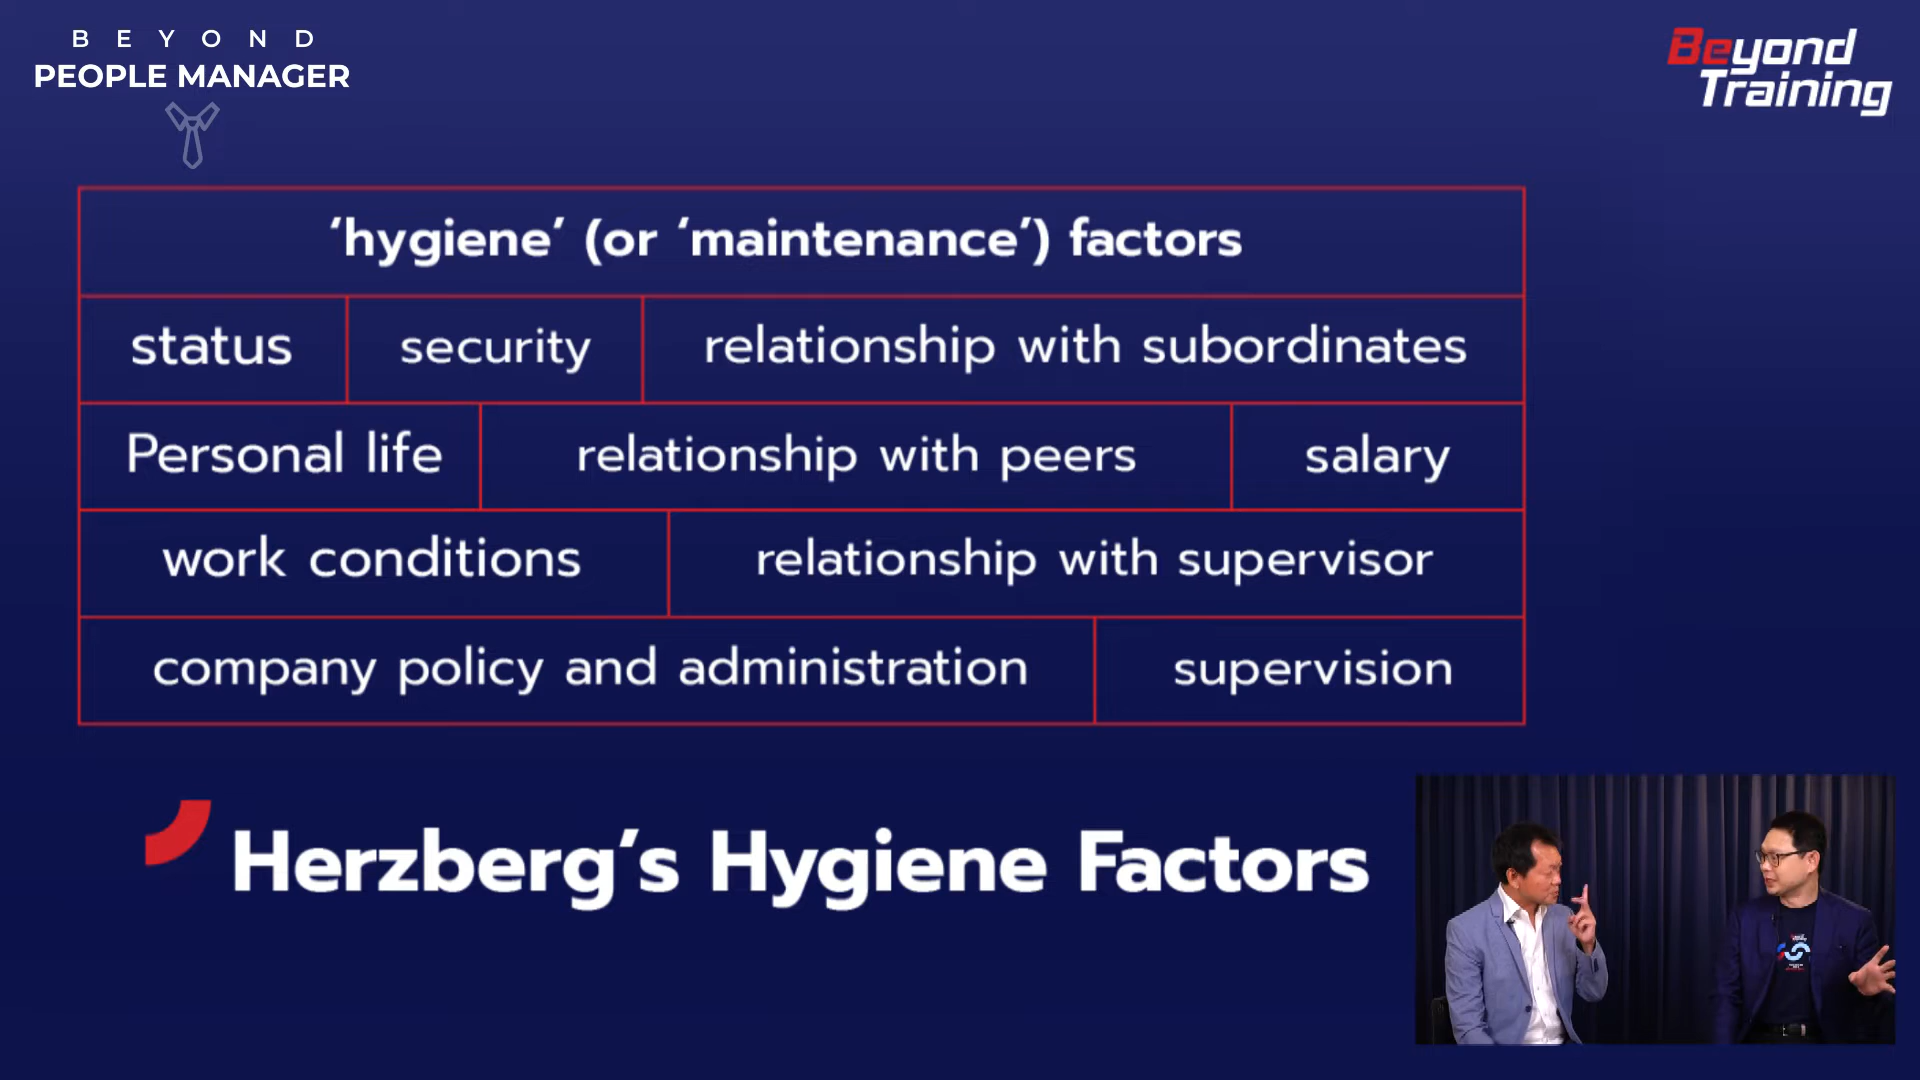 BEYOND
PEOPLE MANAGER
Beyond
Training
‘hygiene’ (or ‘maintenance’) factors
status security relationship with subordinates
Personal life relationship with peers salary
work conditions relationship with supervisor
company policy and administration supervision
Herzberg’s Hygiene Factors